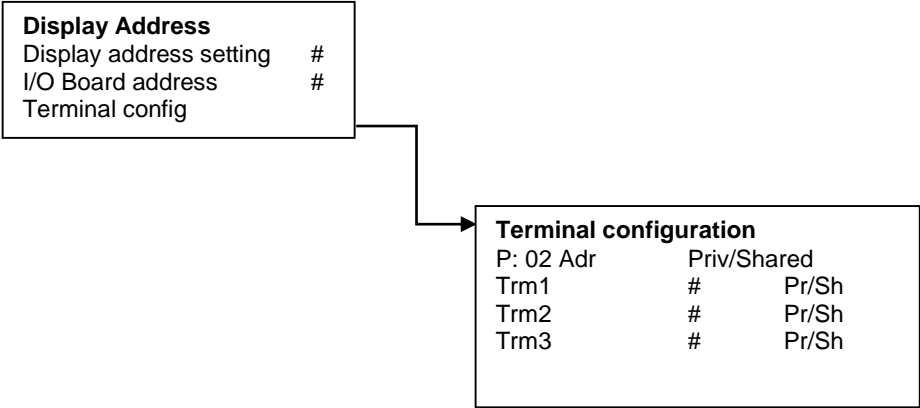 Display Address
Display address setting #
I/O Board address #
Terminal config
Terminal configuration
P: 02 Adr Priv/Shared
Trm1 # Pr/Sh
Trm2 # Pr/Sh
Trm3 # Pr/Sh